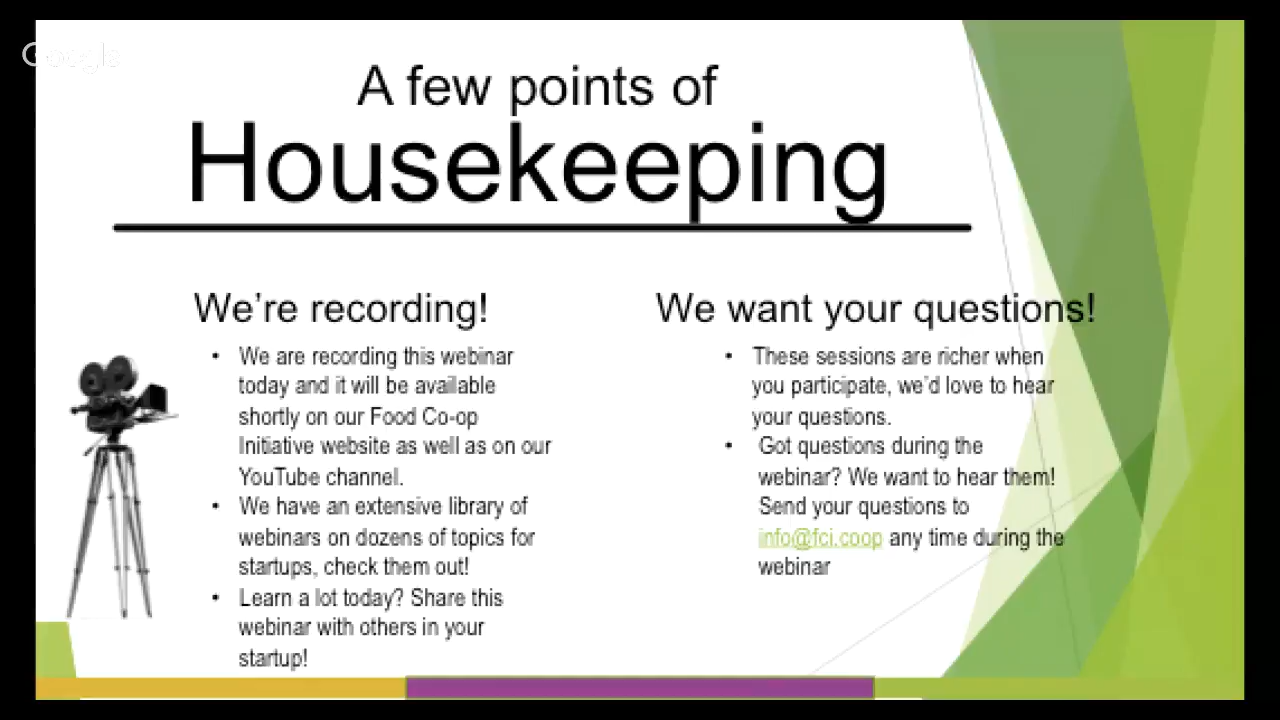 Google
A few points of
Housekeeping
We're recording!
• We are recording this webinar
today and it will be available
shortly on our Food Co-op
Initiative website as well as on our
YouTube channel.
• We have an extensive library of
webinars on dozens of topics for
startups, check them out!
• Learn a lot today? Share this
webinar with others in your
startup!
We want your questions!
• These sessions are richer when
you participate, we'd love to hear
your questions.
• Got questions during the
webinar? We want to hear them!
Send your questions to
info@fci.coop any time during the
webinar